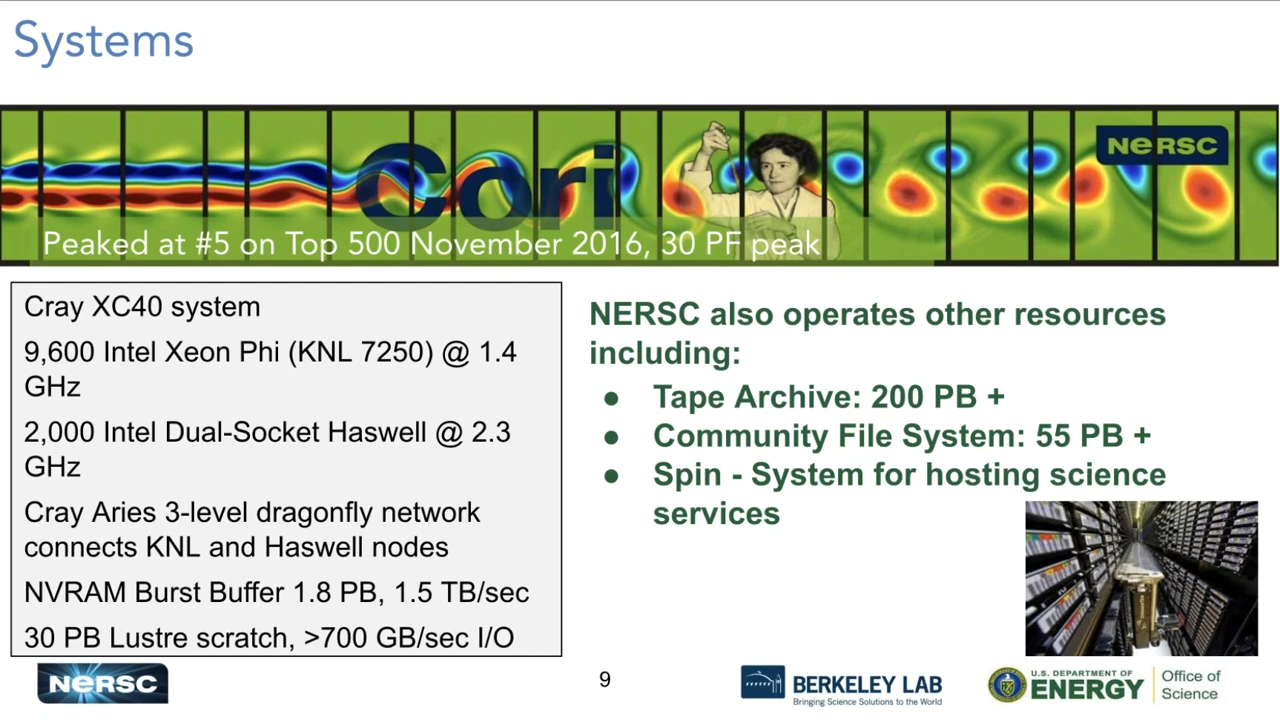 Systems
Cori
NERSC
Peaked at #5 on Top 500 November 2016, 30 PF peak
Cray XC40 system
9,600 Intel Xeon Phi (KNL 7250) @ 1.4
GHz
2,000 Intel Dual-Socket Haswell @ 2.3
GHz
Cray Aries 3-level dragonfly network
connects KNL and Haswell nodes
NVRAM Burst Buffer 1.8 PB, 1.5 TB/sec
30 PB Lustre scratch, >700 GB/sec I/O
NERSC also operates other resources
including:
● Tape Archive: 200 PB +
● Community File System: 55 PB +
● Spin - System for hosting science
services
NERSC
9
BERKELEY LAB
Bringing Science Solutions to the World
U.S. DEPARTMENT OF
ENERGY
Office of
Science